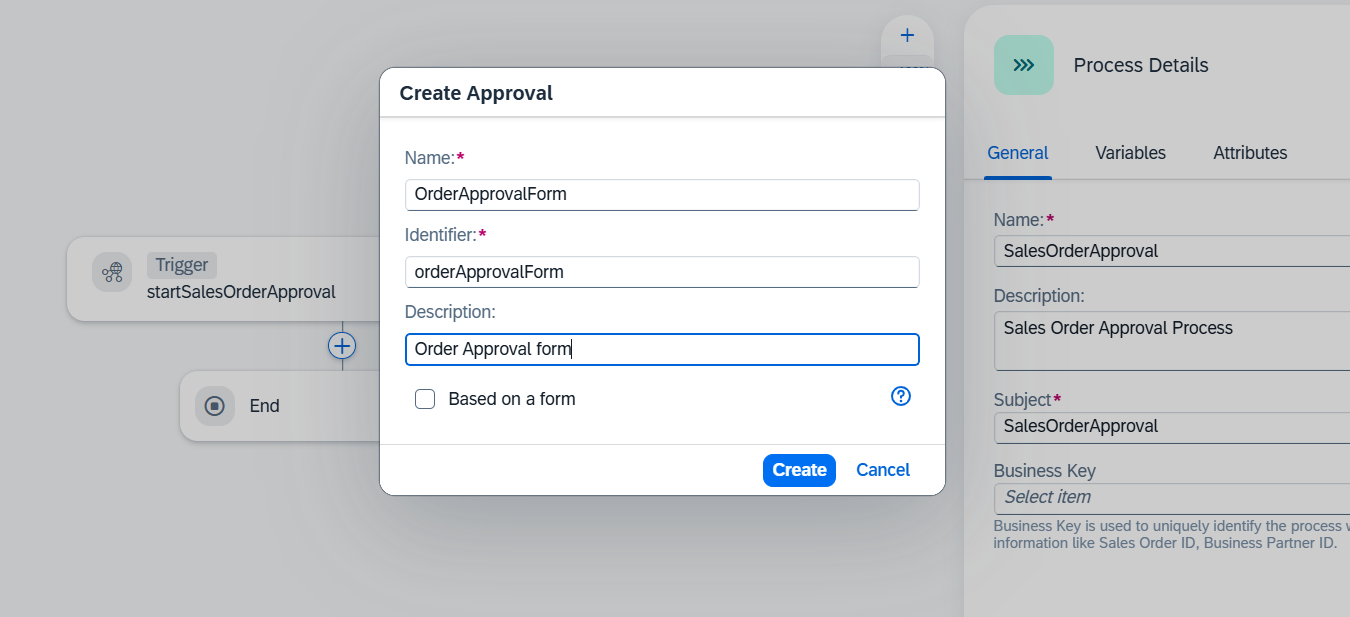 Process Details
Create Approval
General Variables Attributes
Name:*
OrderApprovalForm
Identifier:*
orderApprovalForm
Description:
Order Approval form
Based on a form
Create Cancel
Trigger
startSalesOrderApproval
End
Name:*
SalesOrderApproval
Description:
Sales Order Approval Process
Subject*
SalesOrderApproval
Business Key
Select item
Business Key is used to uniquely identify the process
information like Sales Order ID, Business Partner ID.